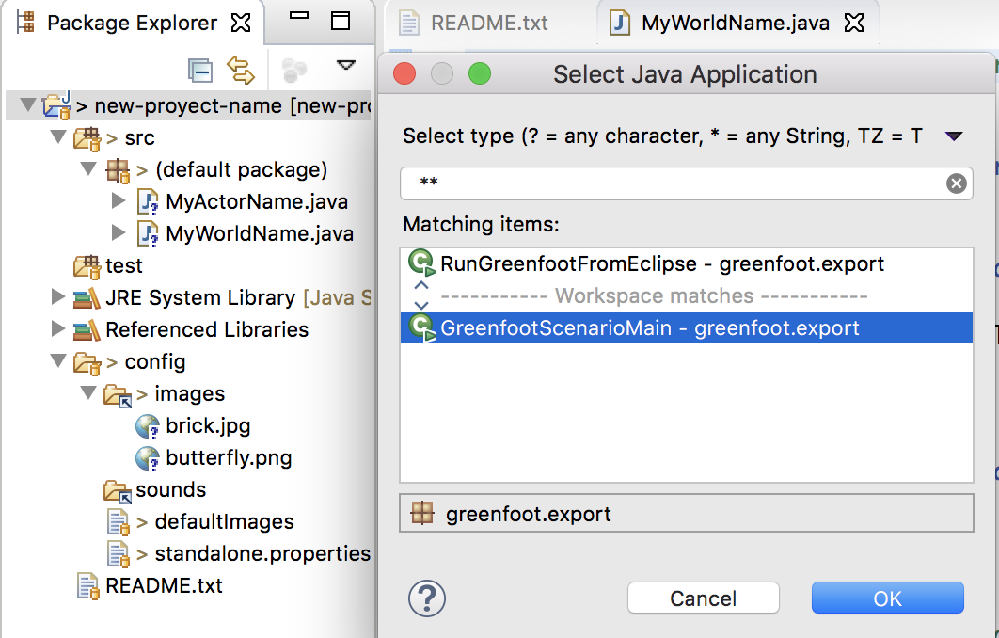 Package Explorer
> new-proyect-name [new-pro
> src
> (default package)
MyActorName.java
MyWorldName.java
test
JRE System Library [Java S
Referenced Libraries
> config
> images
brick.jpg
butterfly.png
sounds
> defaultImages
> standalone.properties
README.txt
README.txt
MyWorldName.java
Select Java Application
Select type (? = any character, * = any String, TZ = T
**
Matching items:
RunGreenfootFromEclipse - greenfoot.export
----------- Workspace matches -----------
GreenfootScenarioMain - greenfoot.export
greenfoot.export
?
Cancel
OK